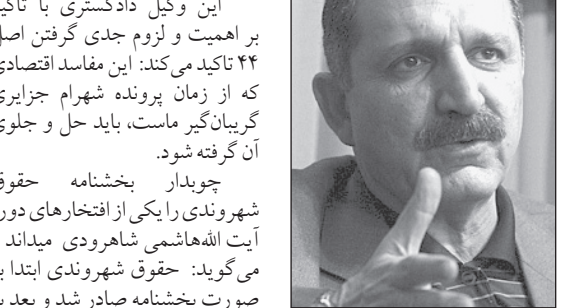 این وکیل دادگستری با تاکید
بر اهمیت و لزوم جدی گرفتن اصل
۴۴ تاکید می‌کند: این مفاسد اقتصادی
که از زمان پرونده شهرام جزایری
گریبان‌گیر ماست، باید حل و جلوی
آن گرفته شود.
چوبدار بخشنامه حقوق
شهروندی را یکی از افتخارهای دوره
آیت الله‌هاشمی شاهرودی میداند
می‌گوید: حقوق شهروندی ابتدا به
صورت بخشنامه صادر شد و بعد